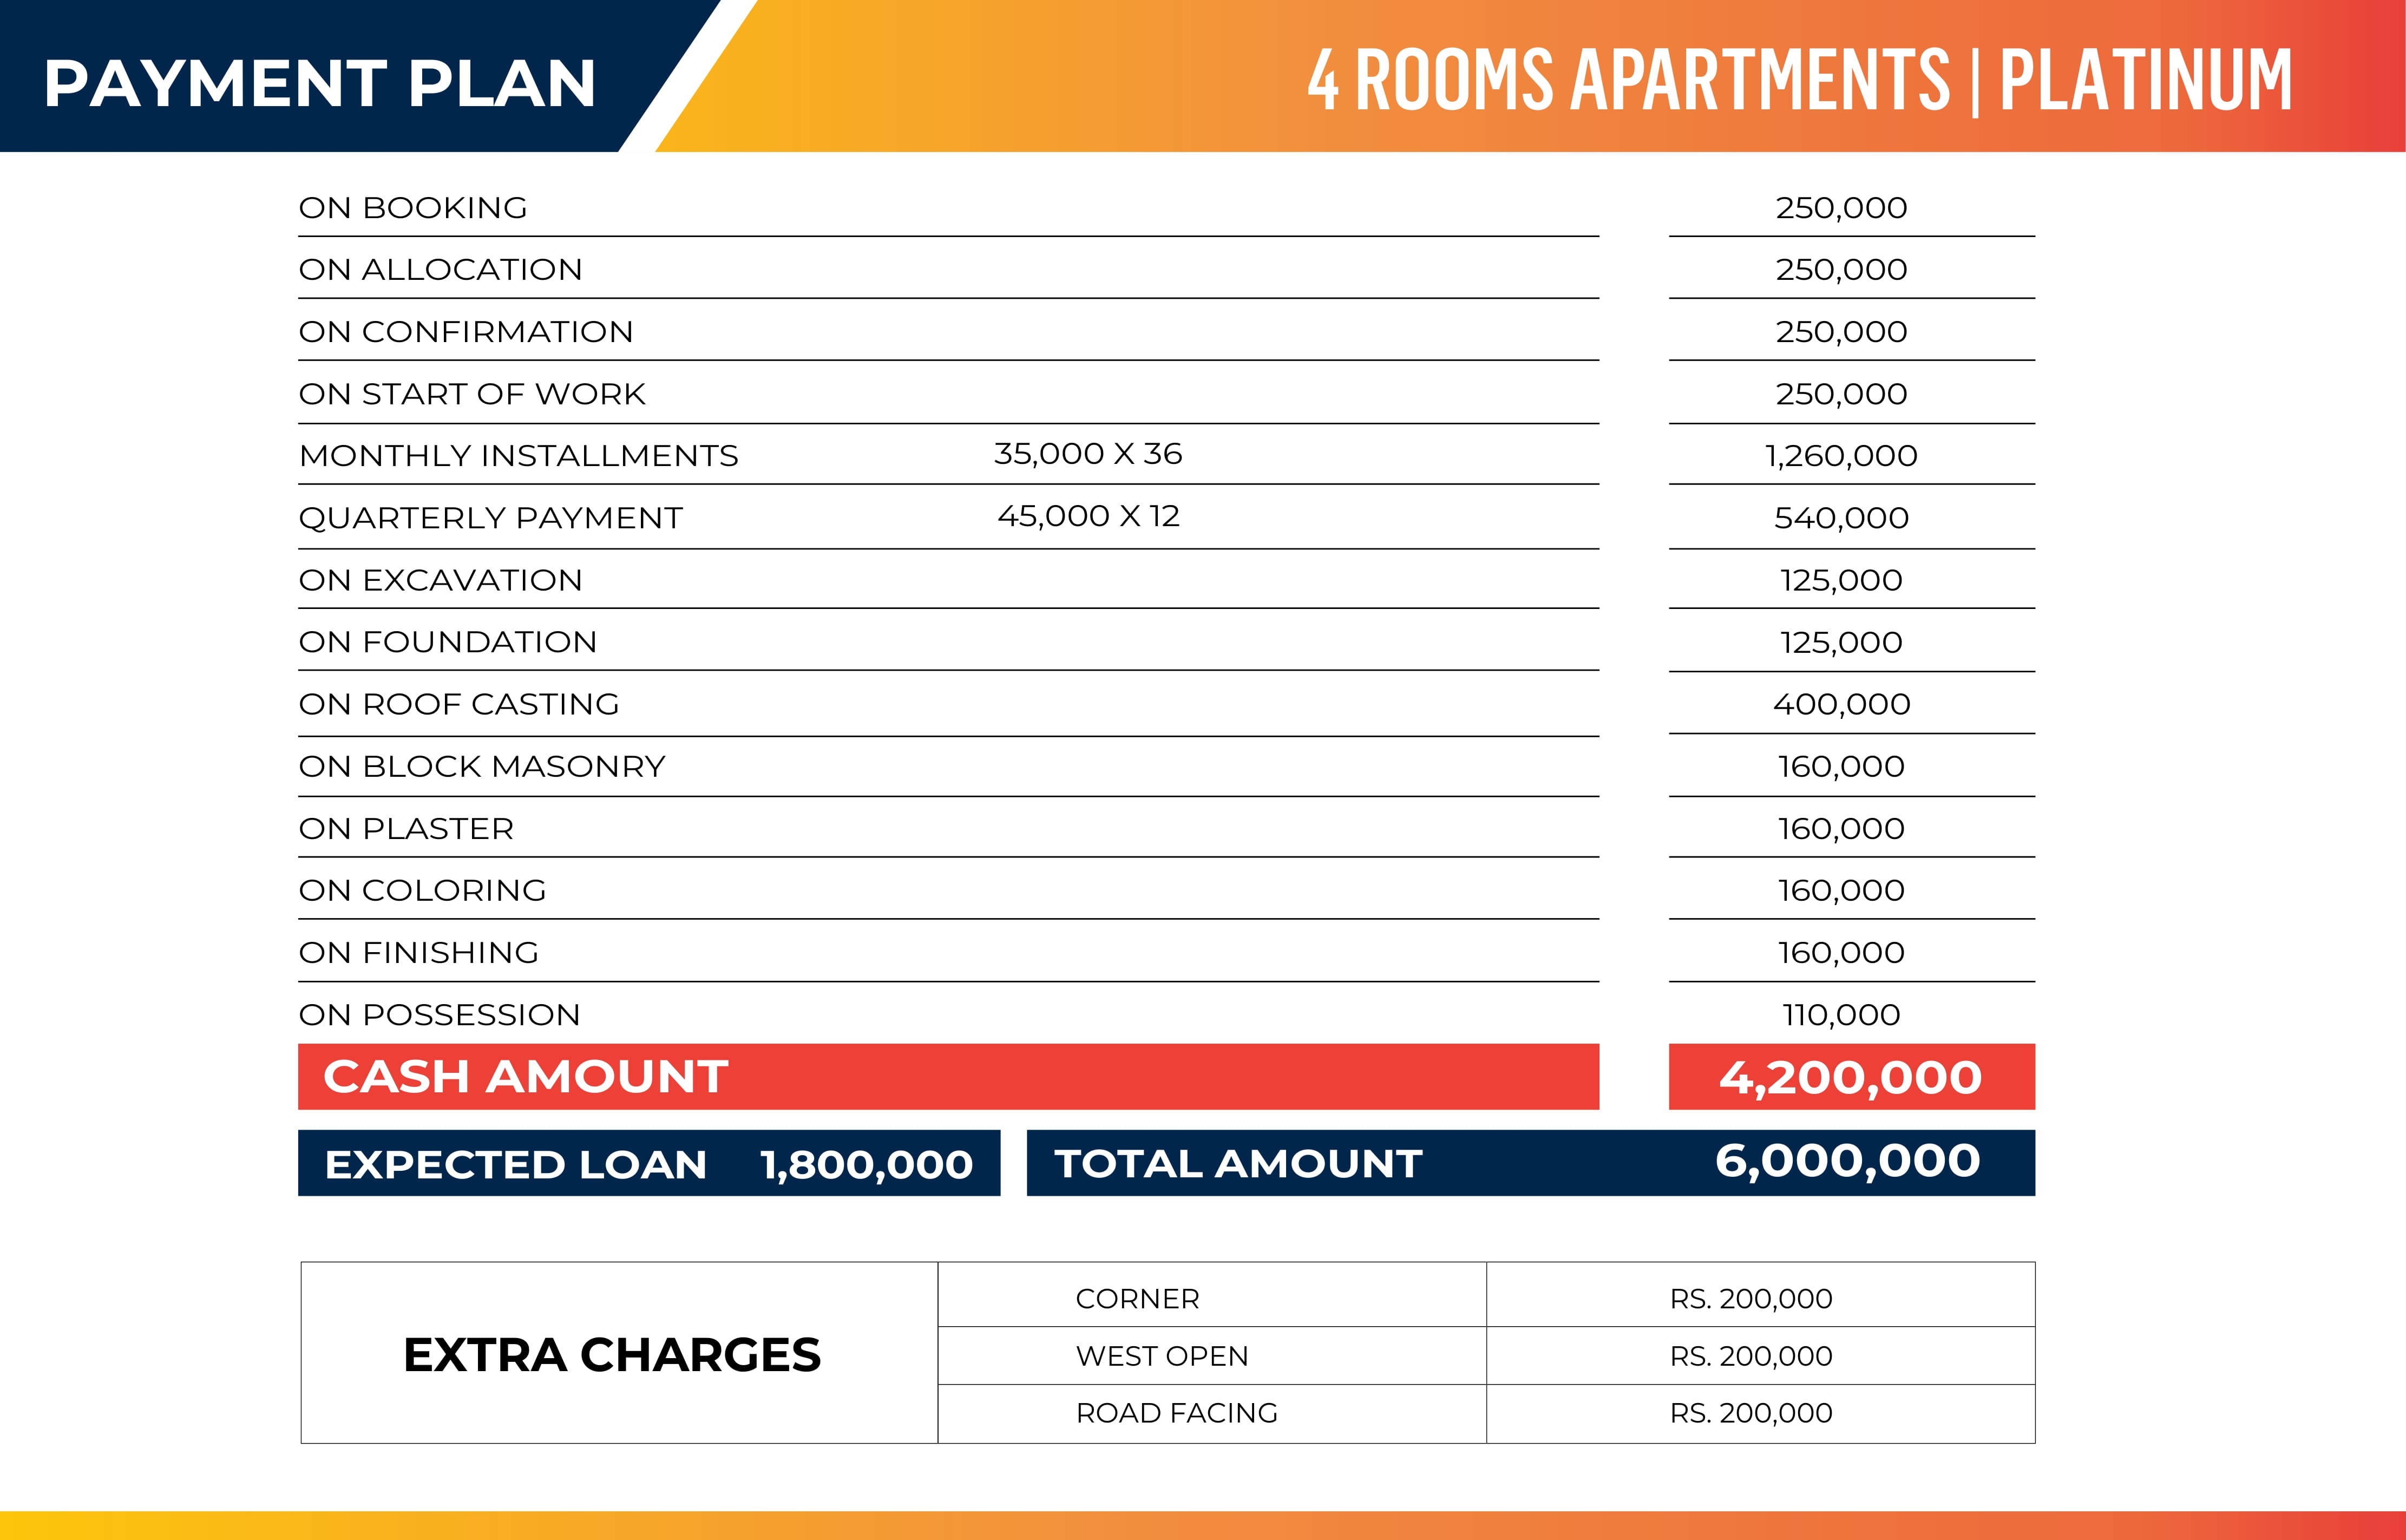 PAYMENT PLAN
4 ROOMS APARTMENTS | PLATINUM
ON BOOKING 250,000
ON ALLOCATION 250,000
ON CONFIRMATION 250,000
ON START OF WORK 250,000
MONTHLY INSTALLMENTS 35,000 X 36 1,260,000
QUARTERLY PAYMENT 45,000 X 12 540,000
ON EXCAVATION 125,000
ON FOUNDATION 125,000
ON ROOF CASTING 400,000
ON BLOCK MASONRY 160,000
ON PLASTER 160,000
ON COLORING 160,000
ON FINISHING 160,000
ON POSSESSION 110,000
CASH AMOUNT 4,200,000
EXPECTED LOAN 1,800,000 TOTAL AMOUNT 6,000,000
EXTRA CHARGES
CORNER RS. 200,000
WEST OPEN RS. 200,000
ROAD FACING RS. 200,000